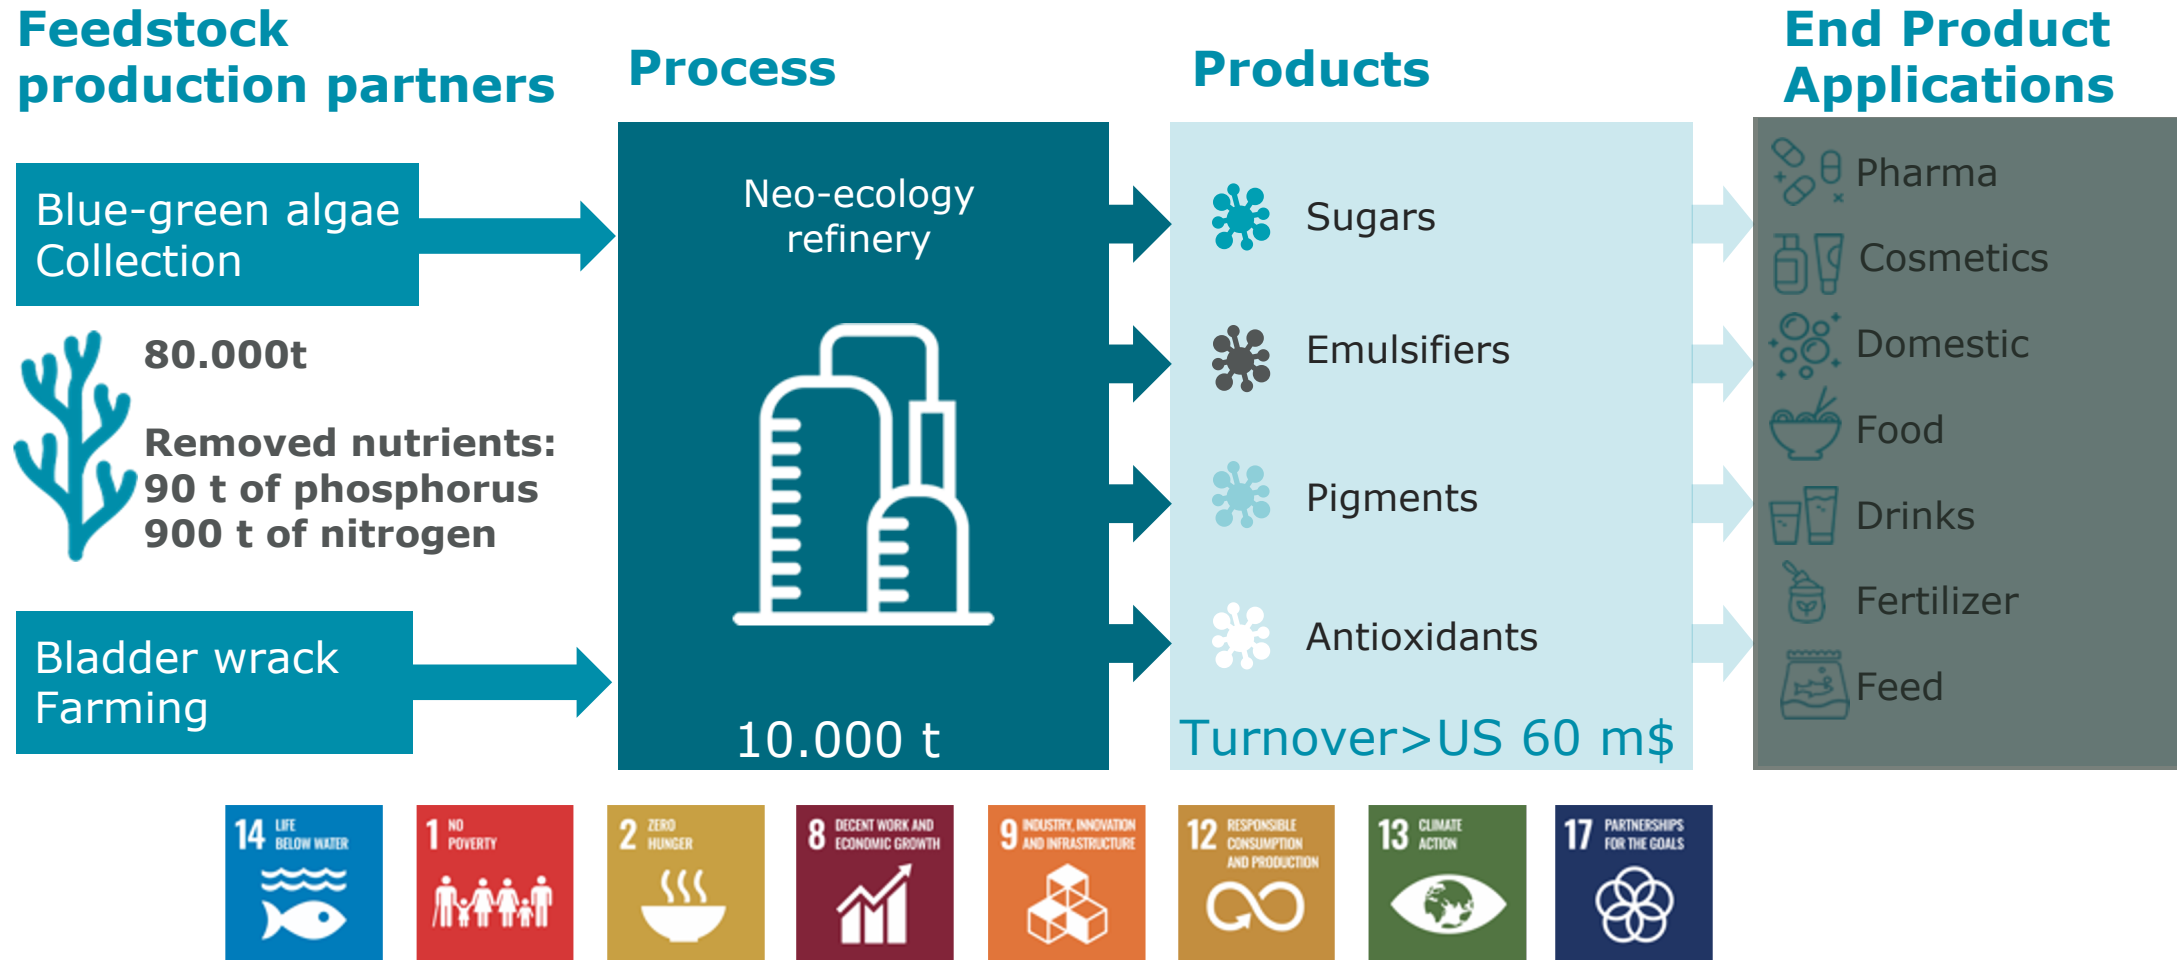 Feedstock
production partners
Blue-green algae
Collection
80.000t
Removed nutrients:
90 t of phosphorus
900 t of nitrogen
Bladder wrack
Farming
Process
Neo-ecology
refinery
10.000 t
Products
Sugars
Emulsifiers
Pigments
Antioxidants
Turnover>US 60 m$
End Product
Applications
Pharma
Cosmetics
Domestic
Food
Drinks
Fertilizer
Feed
14 LIFE
BELOW WATER
1 NO
POVERTY
2 ZERO
HUNGER
8 DECENT WORK AND
ECONOMIC GROWTH
9 INDUSTRY, INNOVATION
AND INFRASTRUCTURE
12 RESPONSIBLE
CONSUMPTION
AND PRODUCTION
13 CLIMATE
ACTION
17 PARTNERSHIPS
FOR THE GOALS